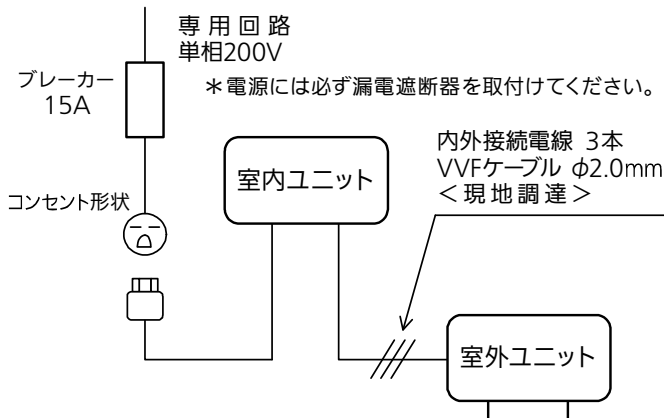 専用回路
単相200V
ブレーカー
15A
＊電源には必ず漏電遮断器を取付けてください。
内外接続電線 3本
VVFケーブル φ2.0mm
＜現地調達＞
室内ユニット
コンセント形状
室外ユニット